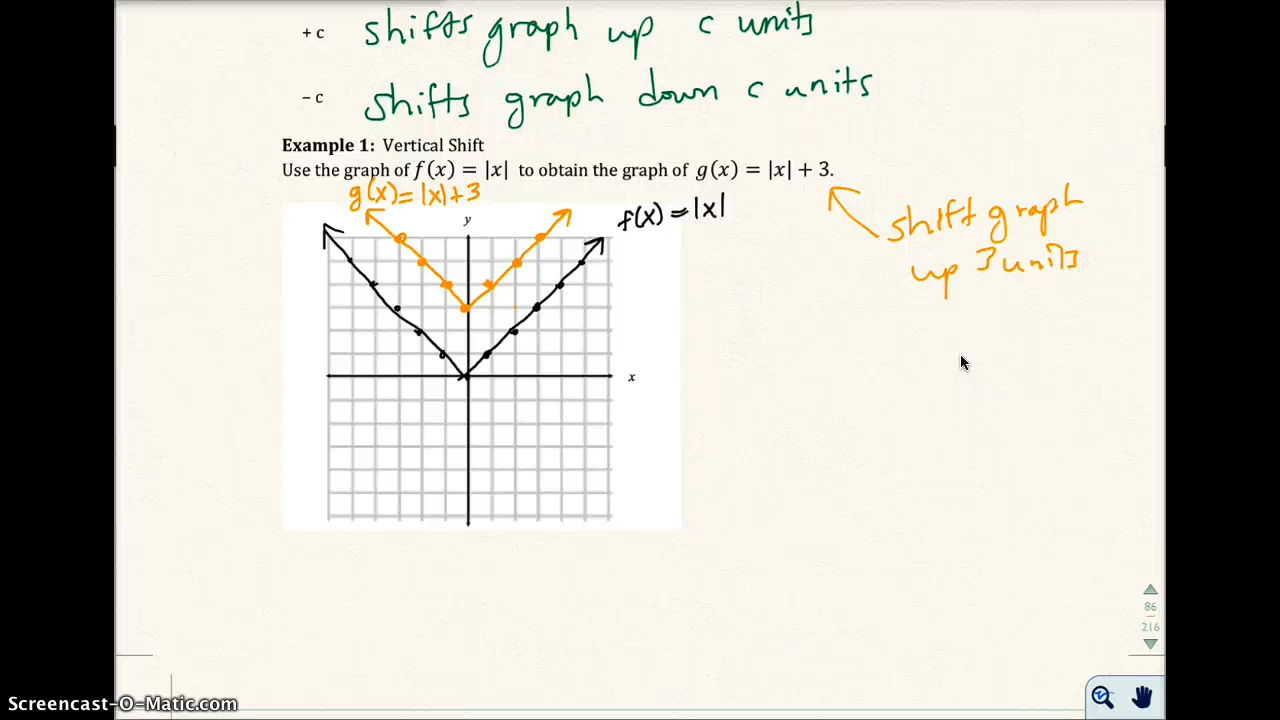 + c shifts graph up c units
– c shifts graph down c units
Example 1: Vertical Shift
Use the graph of f(x) = |x| to obtain the graph of g(x) = |x| + 3.
g(x) = |x| + 3
f(x) = |x|
y
shift graph
up 3 units
x
86
216
Screencast-O-Matic.com